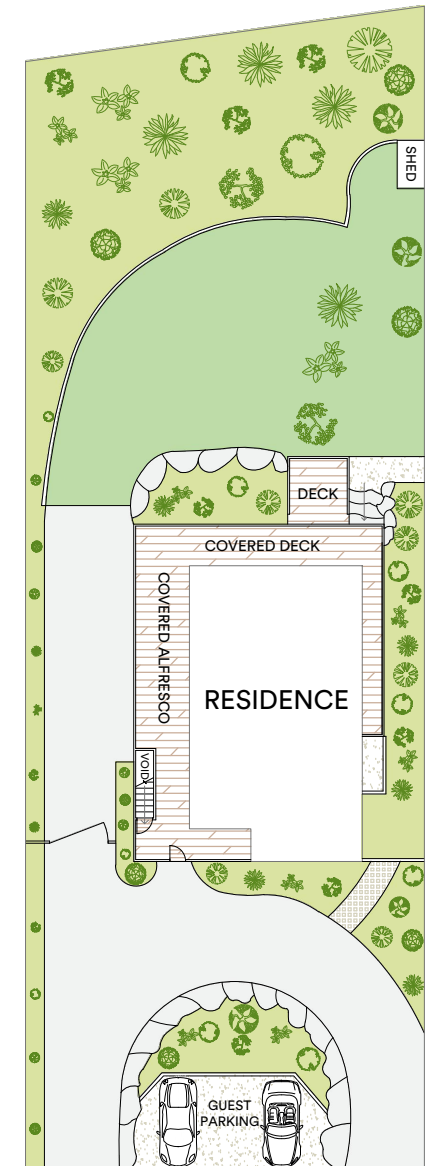 SHED
DECK
COVERED DECK
COVERED ALFRESCO
RESIDENCE
VOID
GUEST
PARKING